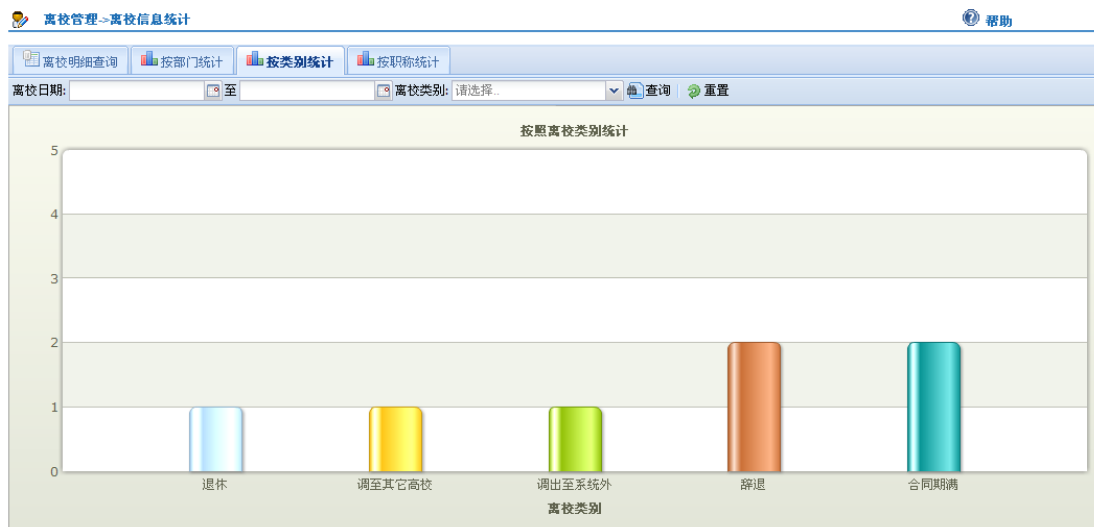 离校管理->离校信息统计 帮助
离校明细查询 按部门统计 按类别统计 按职称统计
离校日期: 至 离校类别: 请选择.. 查询 重置
按照离校类别统计
5
4
3
2
1
0
退休 调至其它高校 调出至系统外 辞退 合同期满
离校类别